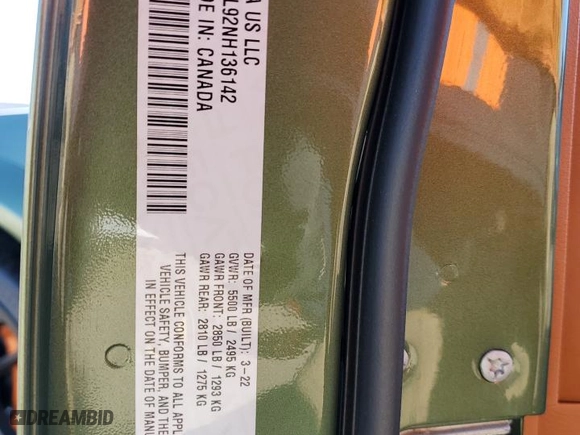 A US LLC
L92NH136142
DE IN: CANADA
DATE OF MFR (BUILT): 3-22
GVWR: 5500 LB / 2495 KG
GAWR FRONT: 2850 LB / 1293 KG
GAWR REAR: 2810 LB / 1275 KG
THIS VEHICLE CONFORMS TO ALL APPL
VEHICLE SAFETY, BUMPER, AND THE
IN EFFECT ON THE DATE OF MANU
DREAMBID